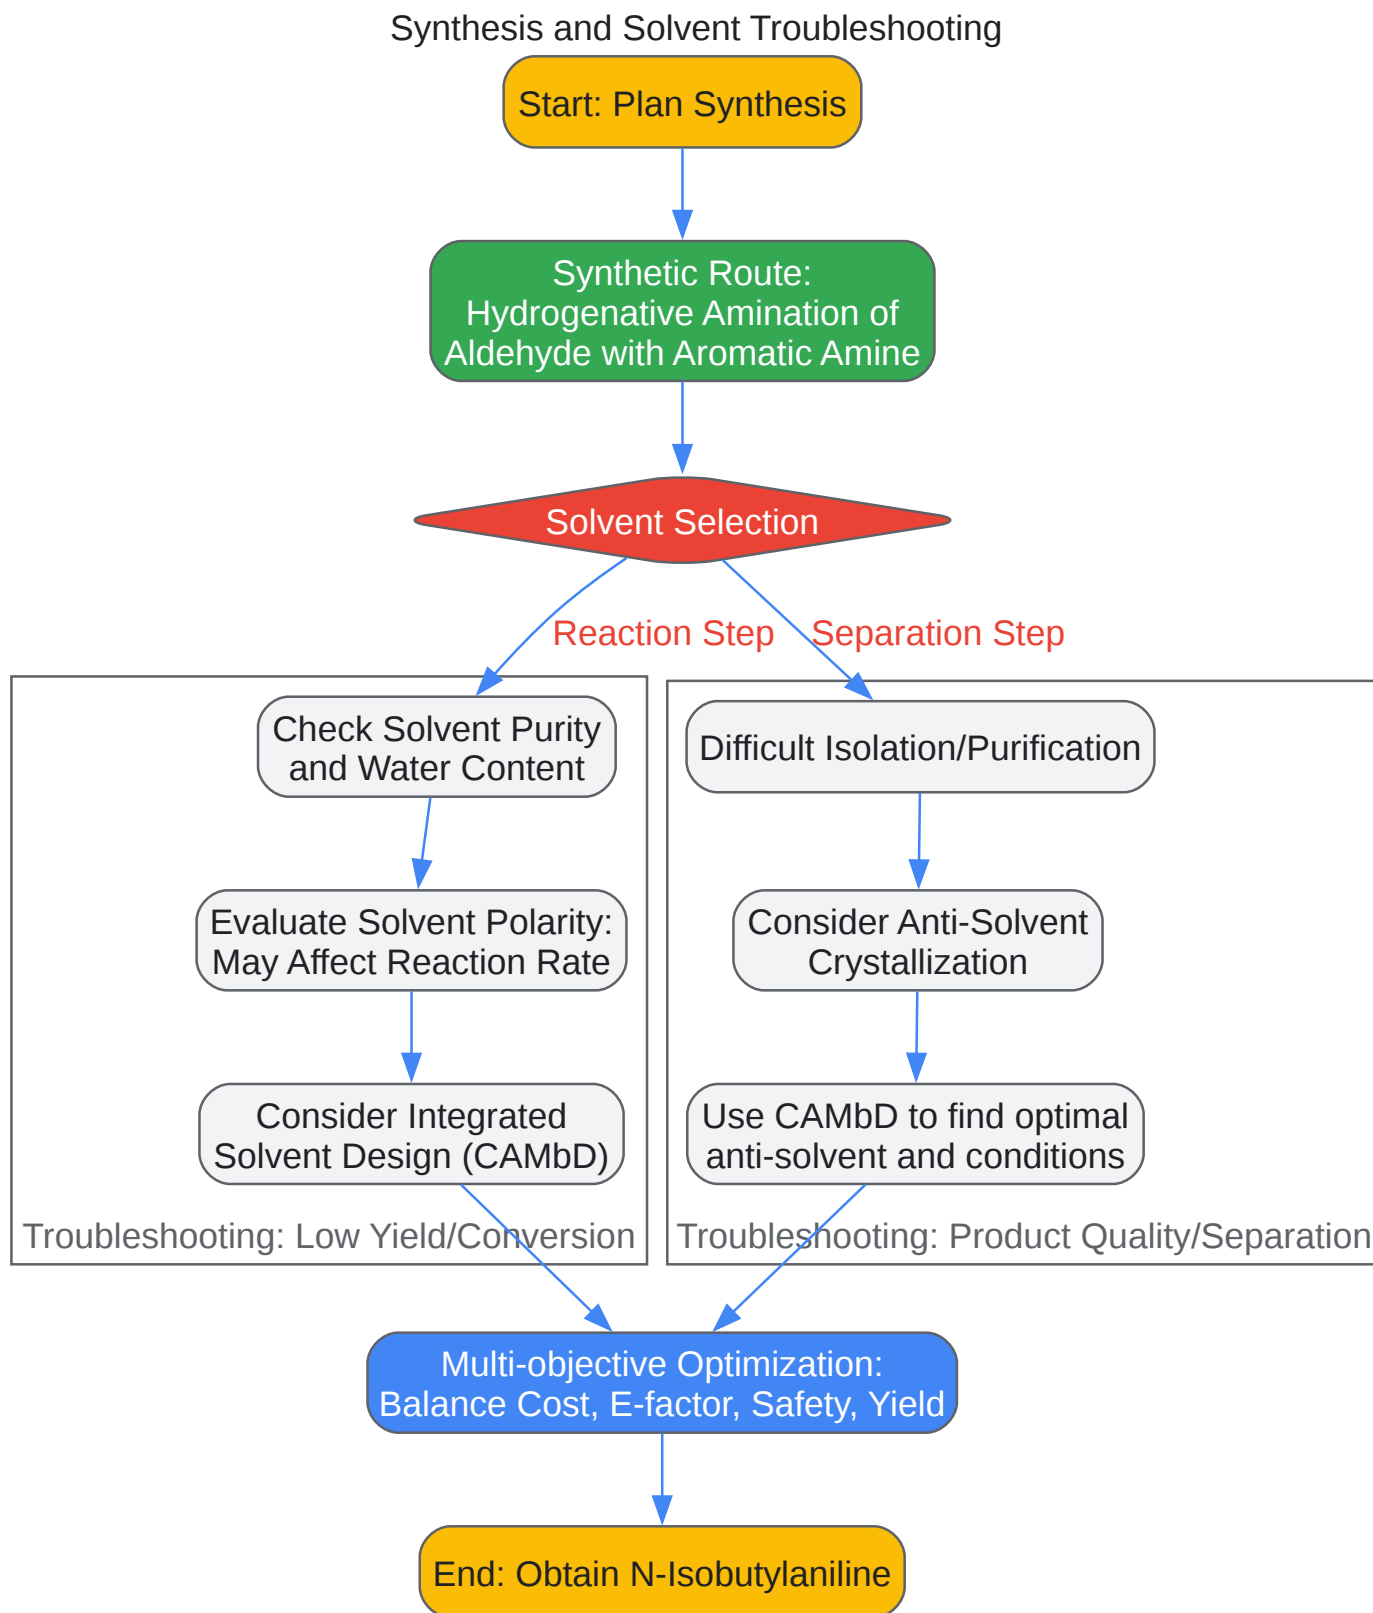 Synthesis and Solvent Troubleshooting
Start: Plan Synthesis
Synthetic Route:
Hydrogenative Amination of
Aldehyde with Aromatic Amine
Solvent Selection
Reaction Step
Separation Step
Check Solvent Purity
and Water Content
Evaluate Solvent Polarity:
May Affect Reaction Rate
Consider Integrated
Solvent Design (CAMbD)
Troubleshooting: Low Yield/Conversion
Difficult Isolation/Purification
Consider Anti-Solvent
Crystallization
Use CAMbD to find optimal
anti-solvent and conditions
Troubleshooting: Product Quality/Separation
Multi-objective Optimization:
Balance Cost, E-factor, Safety, Yield
End: Obtain N-Isobutylaniline